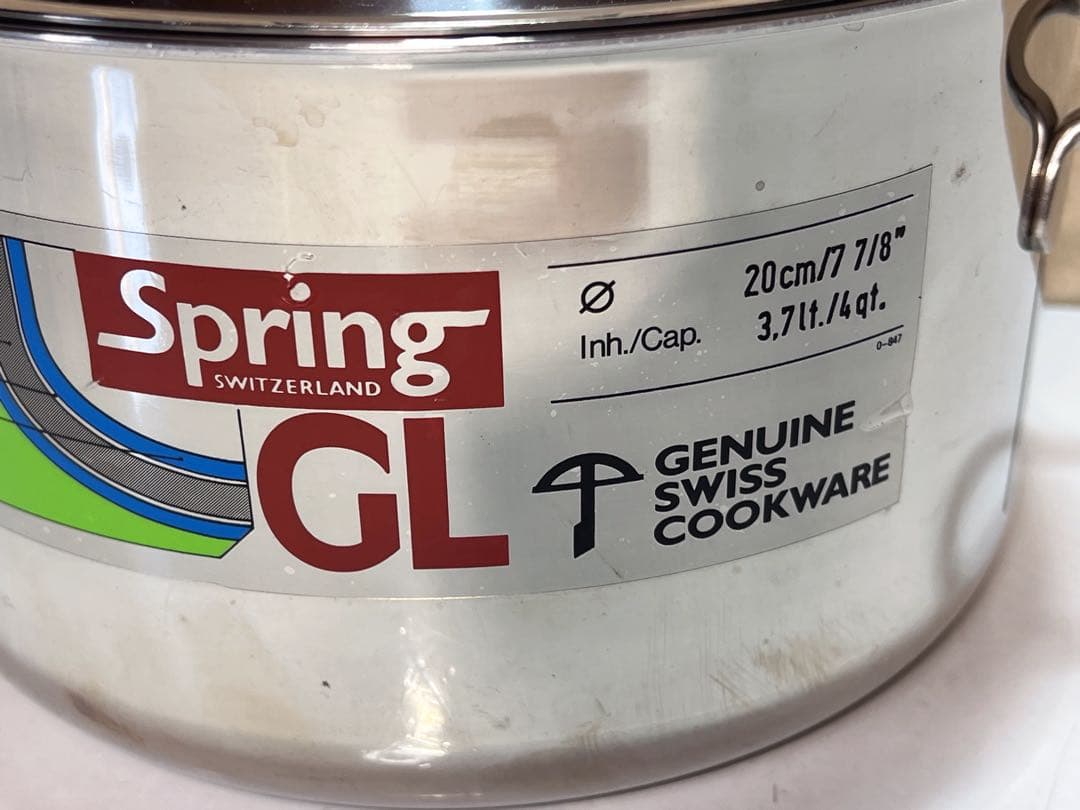 Spring
SWITZERLAND
GL
Ø 20cm/7 7/8"
Inh./Cap. 3,7lt./4qt.
0-847
GENUINE
SWISS
COOKWARE